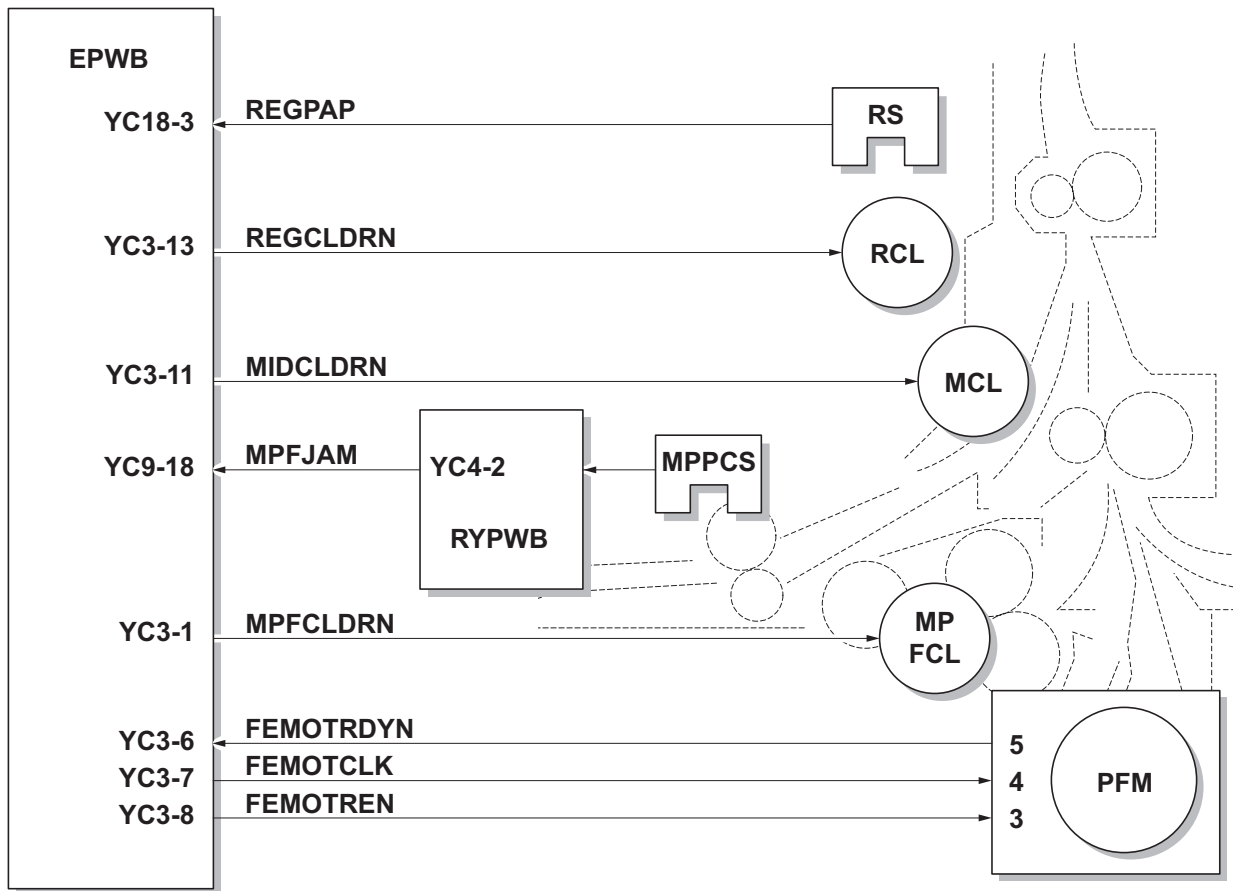 EPWB
YC18-3 REGPAP RS
YC3-13 REGCLDRN RCL
YC3-11 MIDCLDRN MCL
YC9-18 MPFJAM YC4-2 MPPCS
RYPWB
YC3-1 MPFCLDRN MP
FCL
YC3-6 FEMOTRDYN 5
YC3-7 FEMOTCLK 4 PFM
YC3-8 FEMOTREN 3